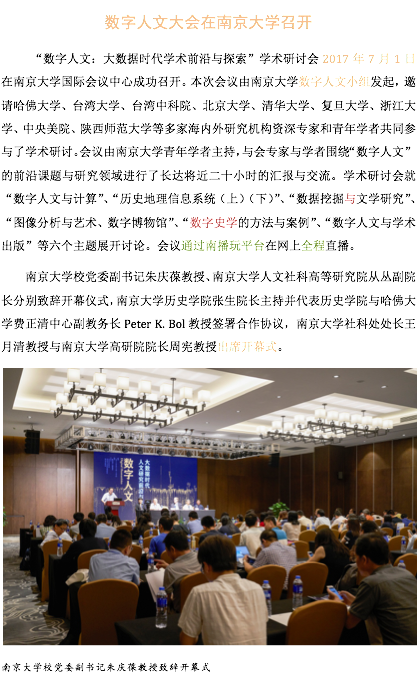 数字人文大会在南京大学召开
“数字人文：大数据时代学术前沿与探索”学术研讨会 2017 年 7 月 1 日
在南京大学国际会议中心成功召开。本次会议由南京大学数字人文小组发起，邀
请哈佛大学、台湾大学、台湾中科院、北京大学、清华大学、复旦大学、浙江大
学、中央美院、陕西师范大学等多家海内外研究机构资深专家和青年学者共同参
与了学术研讨。会议由南京大学青年学者主持，与会专家与学者围绕“数字人文”
的前沿课题与研究领域进行了长达将近二十小时的汇报与交流。学术研讨会就
“数字人文与计算”、“历史地理信息系统（上）（下）”、“数据挖掘与文学研究”、
“图像分析与艺术、数字博物馆”、“数字史学的方法与案例”、“数字人文与学术
出版”等六个主题展开讨论。会议通过南播玩平台在网上全程直播。
南京大学校党委副书记朱庆葆教授、南京大学人文社科高等研究院从丛副院
长分别致辞开幕仪式，南京大学历史学院张生院长主持并代表历史学院与哈佛大
学费正清中心副教务长 Peter K. Bol 教授签署合作协议，南京大学社科处处长王
月清教授与南京大学高研院院长周宪教授出席开幕式。
大数据时代
数字人文
南京大学校党委副书记朱庆葆教授致辞开幕式